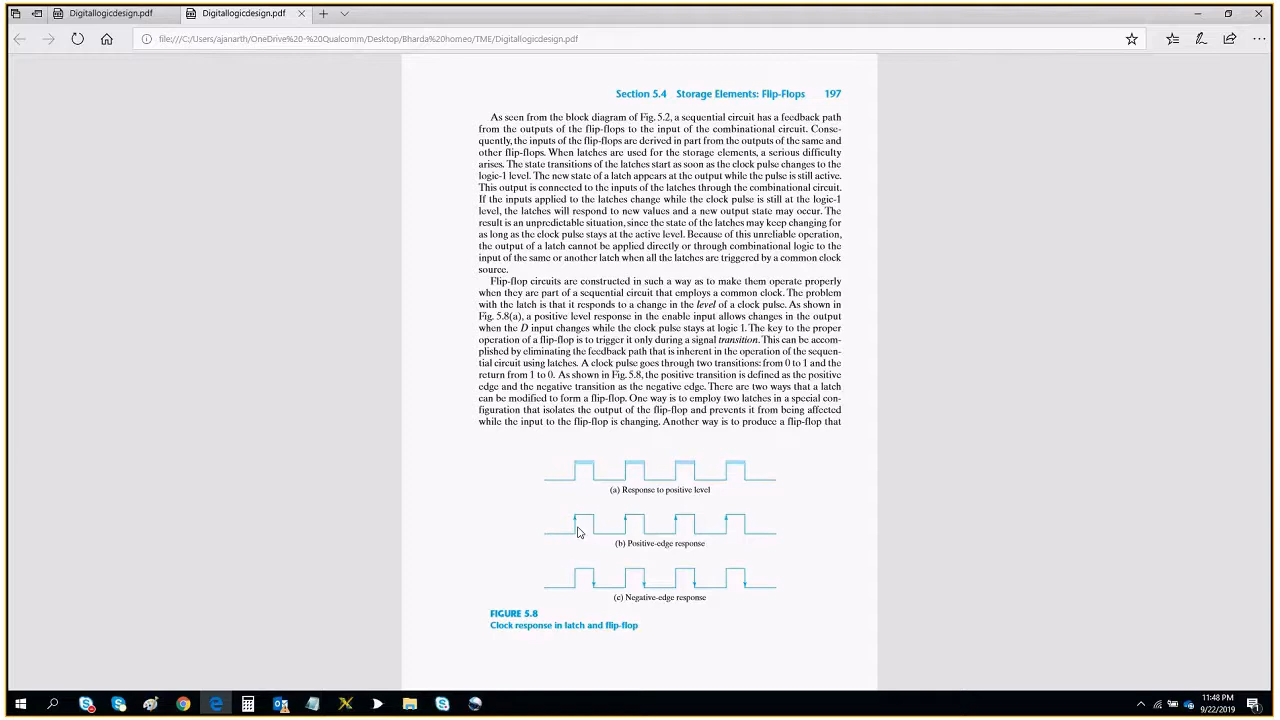 Digitallogicdesign.pdf
Digitallogicdesign.pdf
file:///C:/Users/ajanarth/OneDrive%20-%20Qualcomm/Desktop/Bharda%20homeo/TME/Digitallogicdesign.pdf
Section 5.4 Storage Elements: Flip-Flops 197
As seen from the block diagram of Fig. 5.2, a sequential circuit has a feedback path
from the outputs of the flip-flops to the input of the combinational circuit. Conse-
quently, the inputs of the flip-flops are derived in part from the outputs of the same and
other flip-flops. When latches are used for the storage elements, a serious difficulty
arises. The state transitions of the latches start as soon as the clock pulse changes to the
logic-1 level. The new state of a latch appears at the output while the pulse is still active.
This output is connected to the inputs of the latches through the combinational circuit.
If the inputs applied to the latches change while the clock pulse is still at the logic-1
level, the latches will respond to new values and a new output state may occur. The
result is an unpredictable situation, since the state of the latches may keep changing for
as long as the clock pulse stays at the active level. Because of this unreliable operation,
the output of a latch cannot be applied directly or through combinational logic to the
input of the same or another latch when all the latches are triggered by a common clock
source.
Flip-flop circuits are constructed in such a way as to make them operate properly
when they are part of a sequential circuit that employs a common clock. The problem
with the latch is that it responds to a change in the level of a clock pulse. As shown in
Fig. 5.8(a), a positive level response in the enable input allows changes in the output
when the D input changes while the clock pulse stays at logic 1. The key to the proper
operation of a flip-flop is to trigger it only during a signal transition. This can be accom-
plished by eliminating the feedback path that is inherent in the operation of the sequen-
tial circuit using latches. A clock pulse goes through two transitions: from 0 to 1 and the
return from 1 to 0. As shown in Fig. 5.8, the positive transition is defined as the positive
edge and the negative transition as the negative edge. There are two ways that a latch
can be modified to form a flip-flop. One way is to employ two latches in a special con-
figuration that isolates the output of the flip-flop and prevents it from being affected
while the input to the flip-flop is changing. Another way is to produce a flip-flop that
(a) Response to positive level
(b) Positive-edge response
(c) Negative-edge response
FIGURE 5.8
Clock response in latch and flip-flop
11:48 PM
9/22/2019